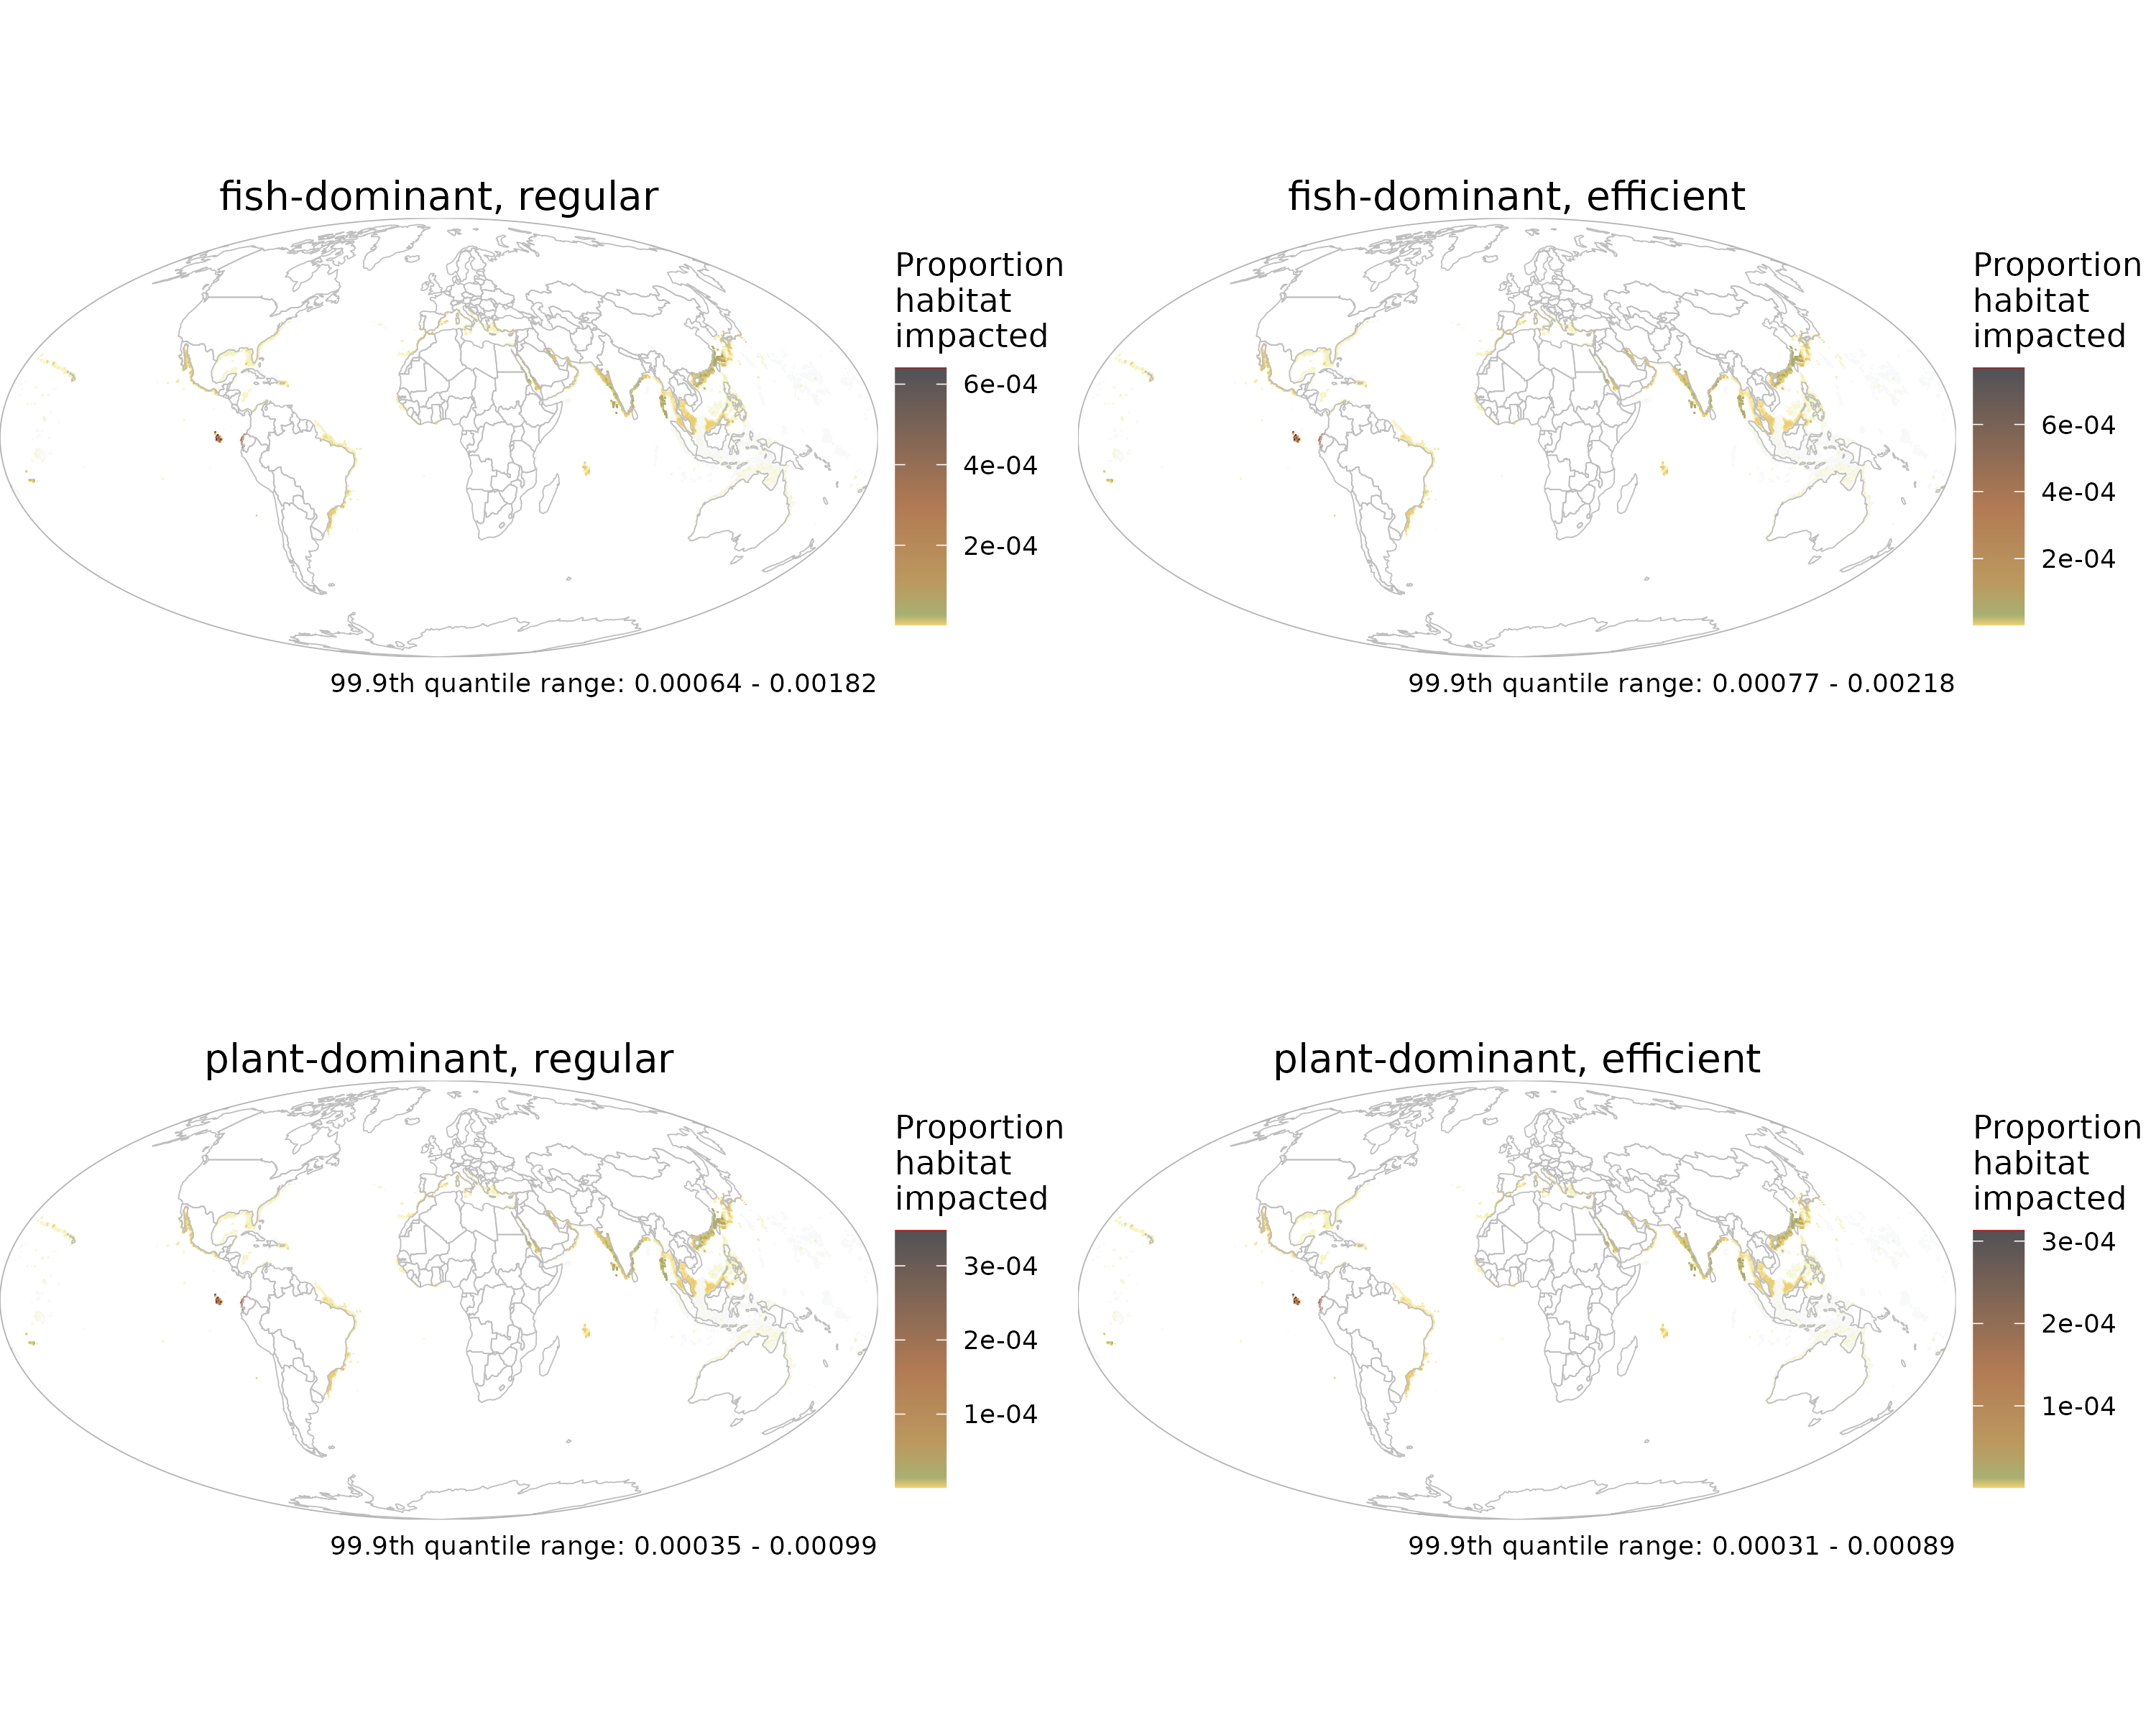 fish-dominant, regular
Proportion
habitat
impacted
6e-04
4e-04
2e-04
99.9th quantile range: 0.00064 - 0.00182
fish-dominant, efficient
Proportion
habitat
impacted
6e-04
4e-04
2e-04
99.9th quantile range: 0.00077 - 0.00218
plant-dominant, regular
Proportion
habitat
impacted
3e-04
2e-04
1e-04
99.9th quantile range: 0.00035 - 0.00099
plant-dominant, efficient
Proportion
habitat
impacted
3e-04
2e-04
1e-04
99.9th quantile range: 0.00031 - 0.00089